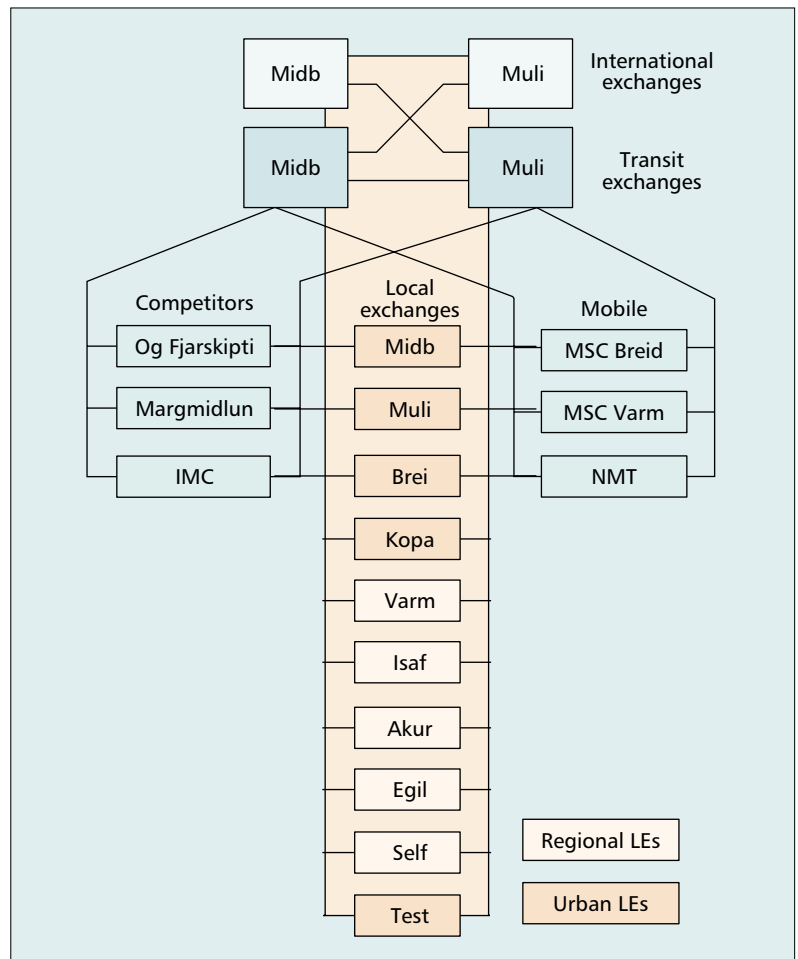 Midb
Muli
International
exchanges
Midb
Muli
Transit
exchanges
Competitors
Local
exchanges
Mobile
Og Fjarskipti
Midb
MSC Breid
Margmidlun
Muli
MSC Varm
IMC
Brei
NMT
Kopa
Varm
Isaf
Akur
Egil
Self
Regional LEs
Test
Urban LEs